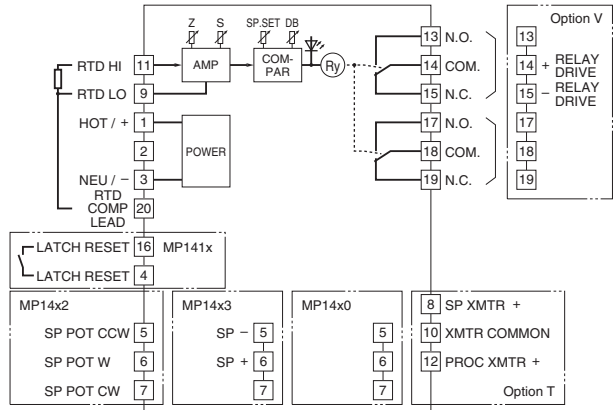 Z S SP.SET DB
RTD HI 11 AMP COM-PAR Ry
RTD LO 9
HOT / + 1
2 POWER
NEU / − 3
RTD COMP LEAD 20
13 N.O.
14 COM.
15 N.C.
17 N.O.
18 COM.
19 N.C.
Option V
13
14 + RELAY DRIVE
15 − RELAY DRIVE
17
18
19
LATCH RESET 16 MP141x
LATCH RESET 4
MP14x2
SP POT CCW 5
SP POT W 6
SP POT CW 7
MP14x3
SP − 5
SP + 6
7
MP14x0
5
6
7
8 SP XMTR +
10 XMTR COMMON
12 PROC XMTR +
Option T